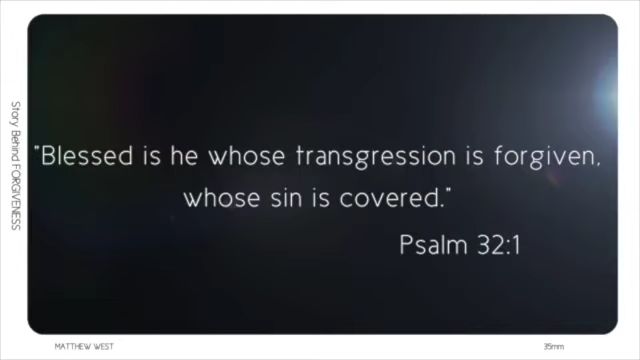 Story Behind FORGIVENESS
"Blessed is he whose transgression is forgiven,
whose sin is covered."
Psalm 32:1
MATTHEW WEST
35mm